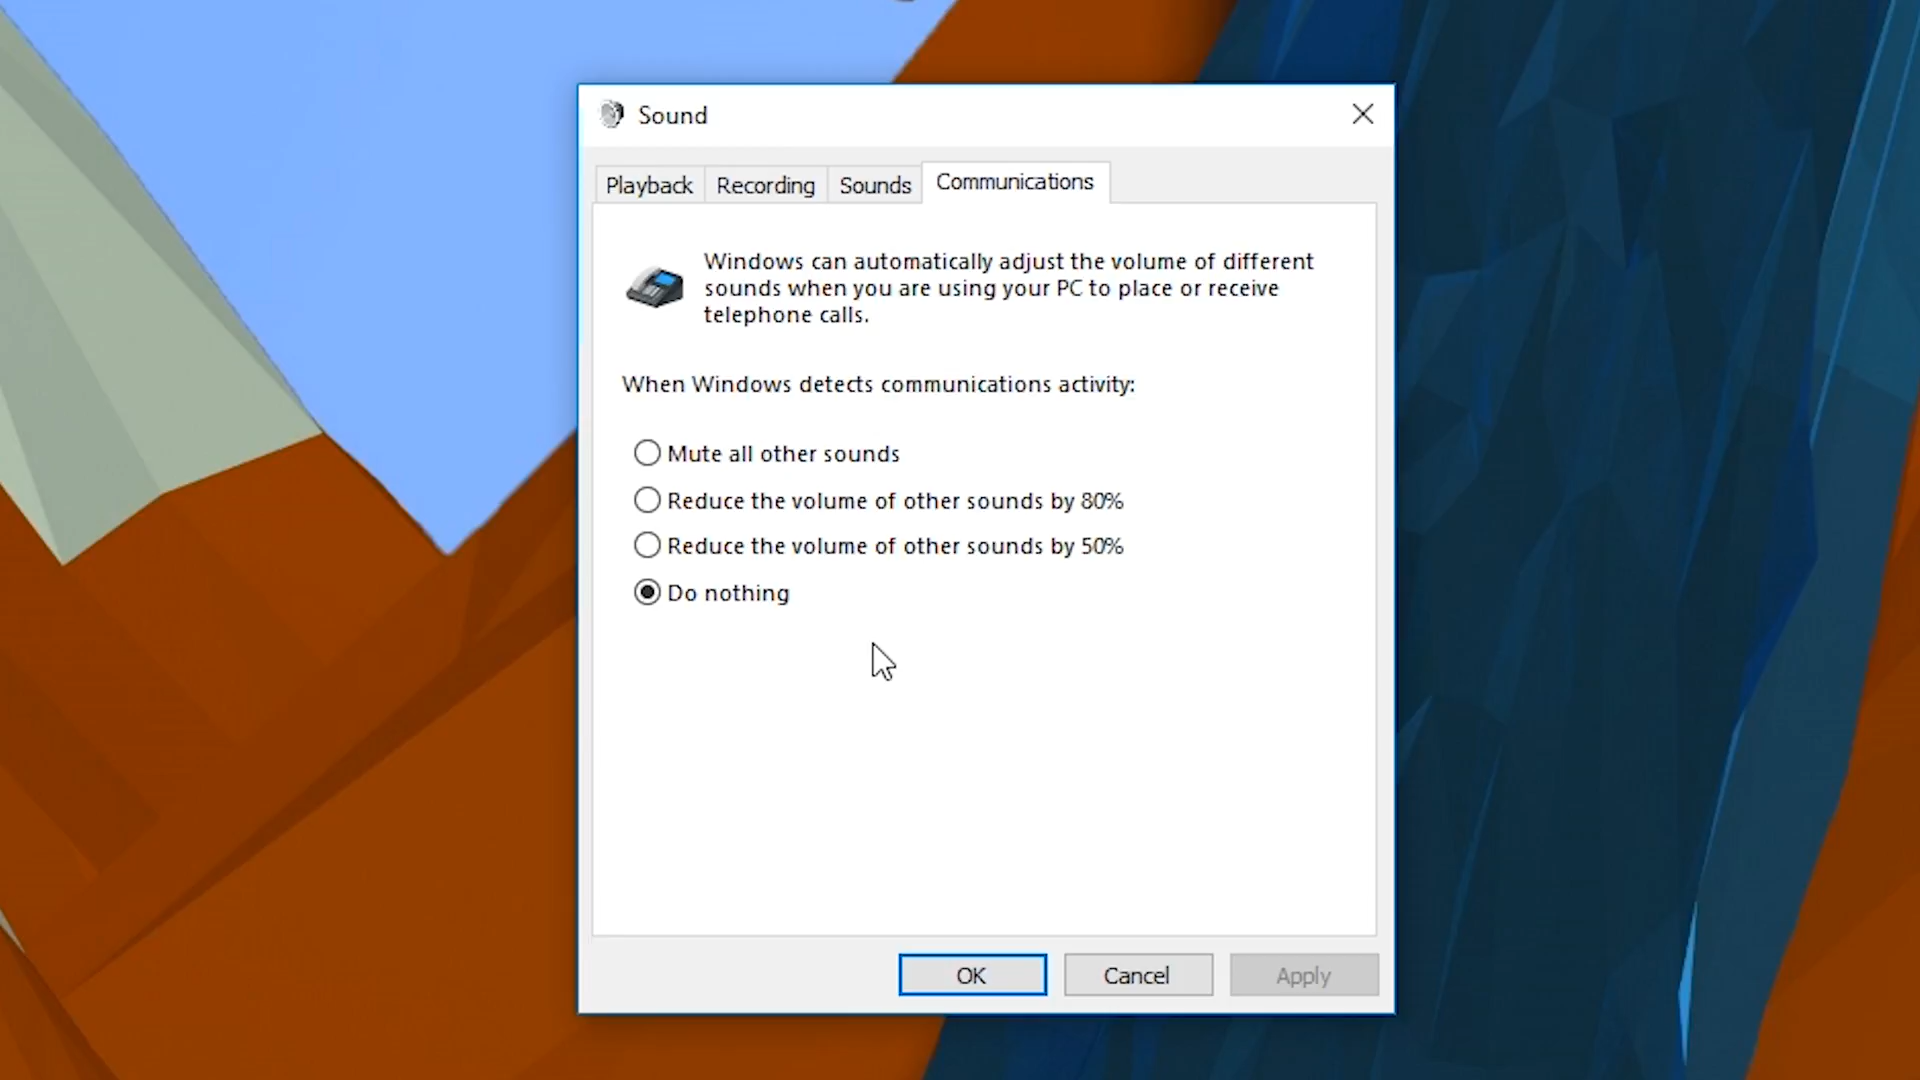 Sound
Playback
Recording
Sounds
Communications
Windows can automatically adjust the volume of different
sounds when you are using your PC to place or receive
telephone calls.
When Windows detects communications activity:
Mute all other sounds
Reduce the volume of other sounds by 80%
Reduce the volume of other sounds by 50%
Do nothing
OK
Cancel
Apply